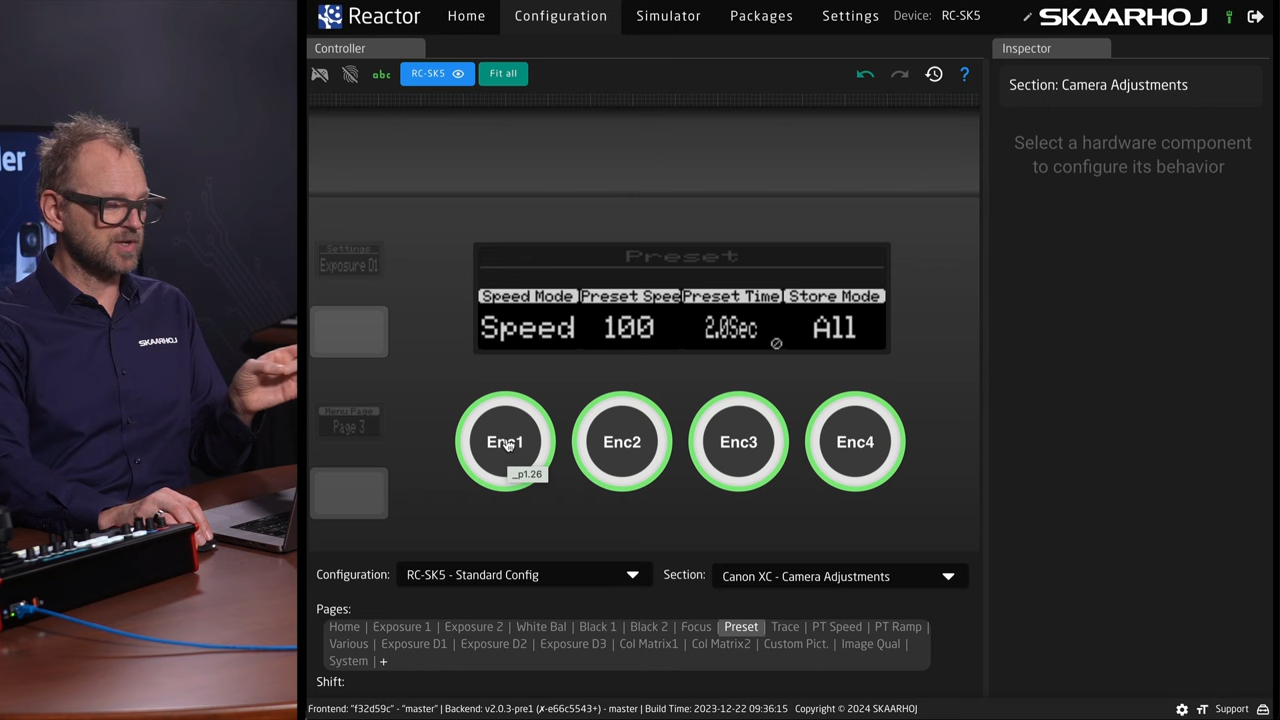 Reactor
Home
Configuration
Simulator
Packages
Settings
Device:
RC-SK5
SKAARHOJ
Controller
Inspector
abc
RC-SK5
Fit all
?
Section: Camera Adjustments
Select a hardware component
to configure its behavior
ler
SKAARHOJ
Settings
Exposure D1
Preset
Speed Mode
Preset Spee
Preset Time
Store Mode
Speed
100
2.0Sec
All
Menu Page
Page 3
Enc1
Enc2
Enc3
Enc4
_p1.26
Configuration:
RC-SK5 - Standard Config
Section:
Canon XC - Camera Adjustments
Pages:
Home | Exposure 1 | Exposure 2 | White Bal | Black 1 | Black 2 | Focus | Preset | Trace | PT Speed | PT Ramp |
Various | Exposure D1 | Exposure D2 | Exposure D3 | Col Matrix1 | Col Matrix2 | Custom Pict. | Image Qual |
System | +
Shift:
Frontend: "f32d59c" - "master" | Backend: v2.0.3-pre1 (✗-e66c5543+) - master | Build Time: 2023-12-22 09:36:15 Copyright © 2024 SKAARHOJ
Support